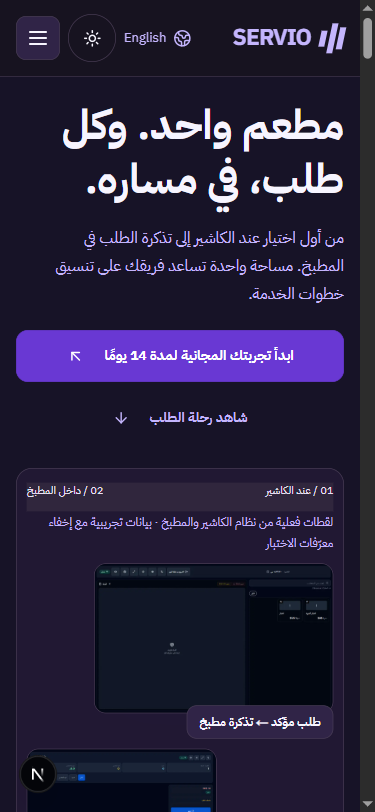 SERVIO
English
مطعم واحد. وكل
طلب، في مساره.
من أول اختيار عند الكاشير إلى تذكرة الطلب في
المطبخ. مساحة واحدة تساعد فريقك على تنسيق
خطوات الخدمة.
ابدأ تجربتك المجانية لمدة 14 يومًا
شاهد رحلة الطلب
01 / عند الكاشير
02 / داخل المطبخ
لقطات فعلية من نظام الكاشير والمطبخ · بيانات تجريبية مع إخفاء
معرّفات الاختبار
طلب مؤكد ← تذكرة مطبخ
N